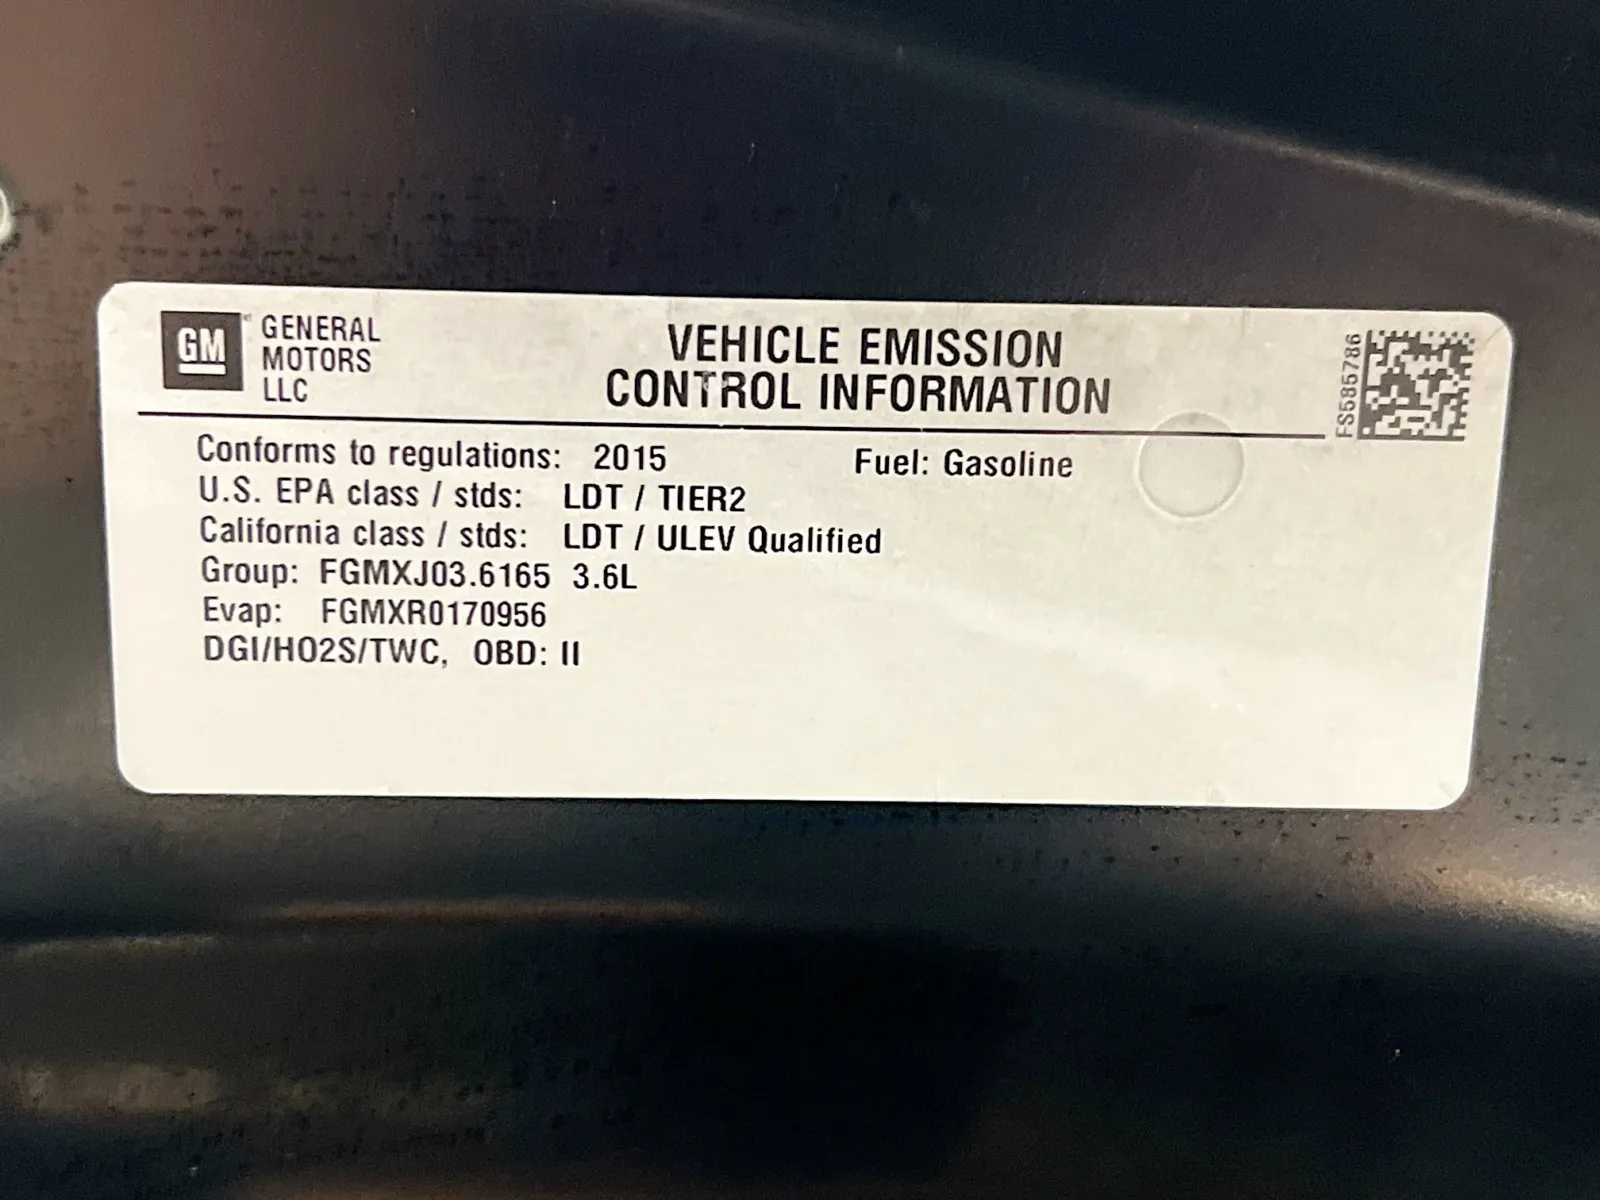 GM GENERAL
MOTORS
LLC
VEHICLE EMISSION
CONTROL INFORMATION
FS585786
Conforms to regulations: 2015 Fuel: Gasoline
U.S. EPA class / stds: LDT / TIER2
California class / stds: LDT / ULEV Qualified
Group: FGMXJ03.6165 3.6L
Evap: FGMXR0170956
DGI/HO2S/TWC, OBD: II